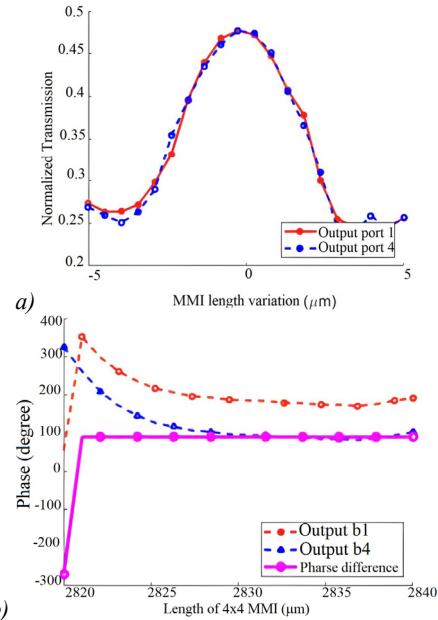 0.5
0.45
0.4
0.35
0.3
0.25
0.2
Normalized Transmission
Output port 1
Output port 4
-5
0
5
MMI length variation (μm)
a)
400
300
200
100
0
-100
-200
-300
Phase (degree)
Output b1
Output b4
Pharse difference
2820
2825
2830
2835
2840
Length of 4x4 MMI (μm)
)